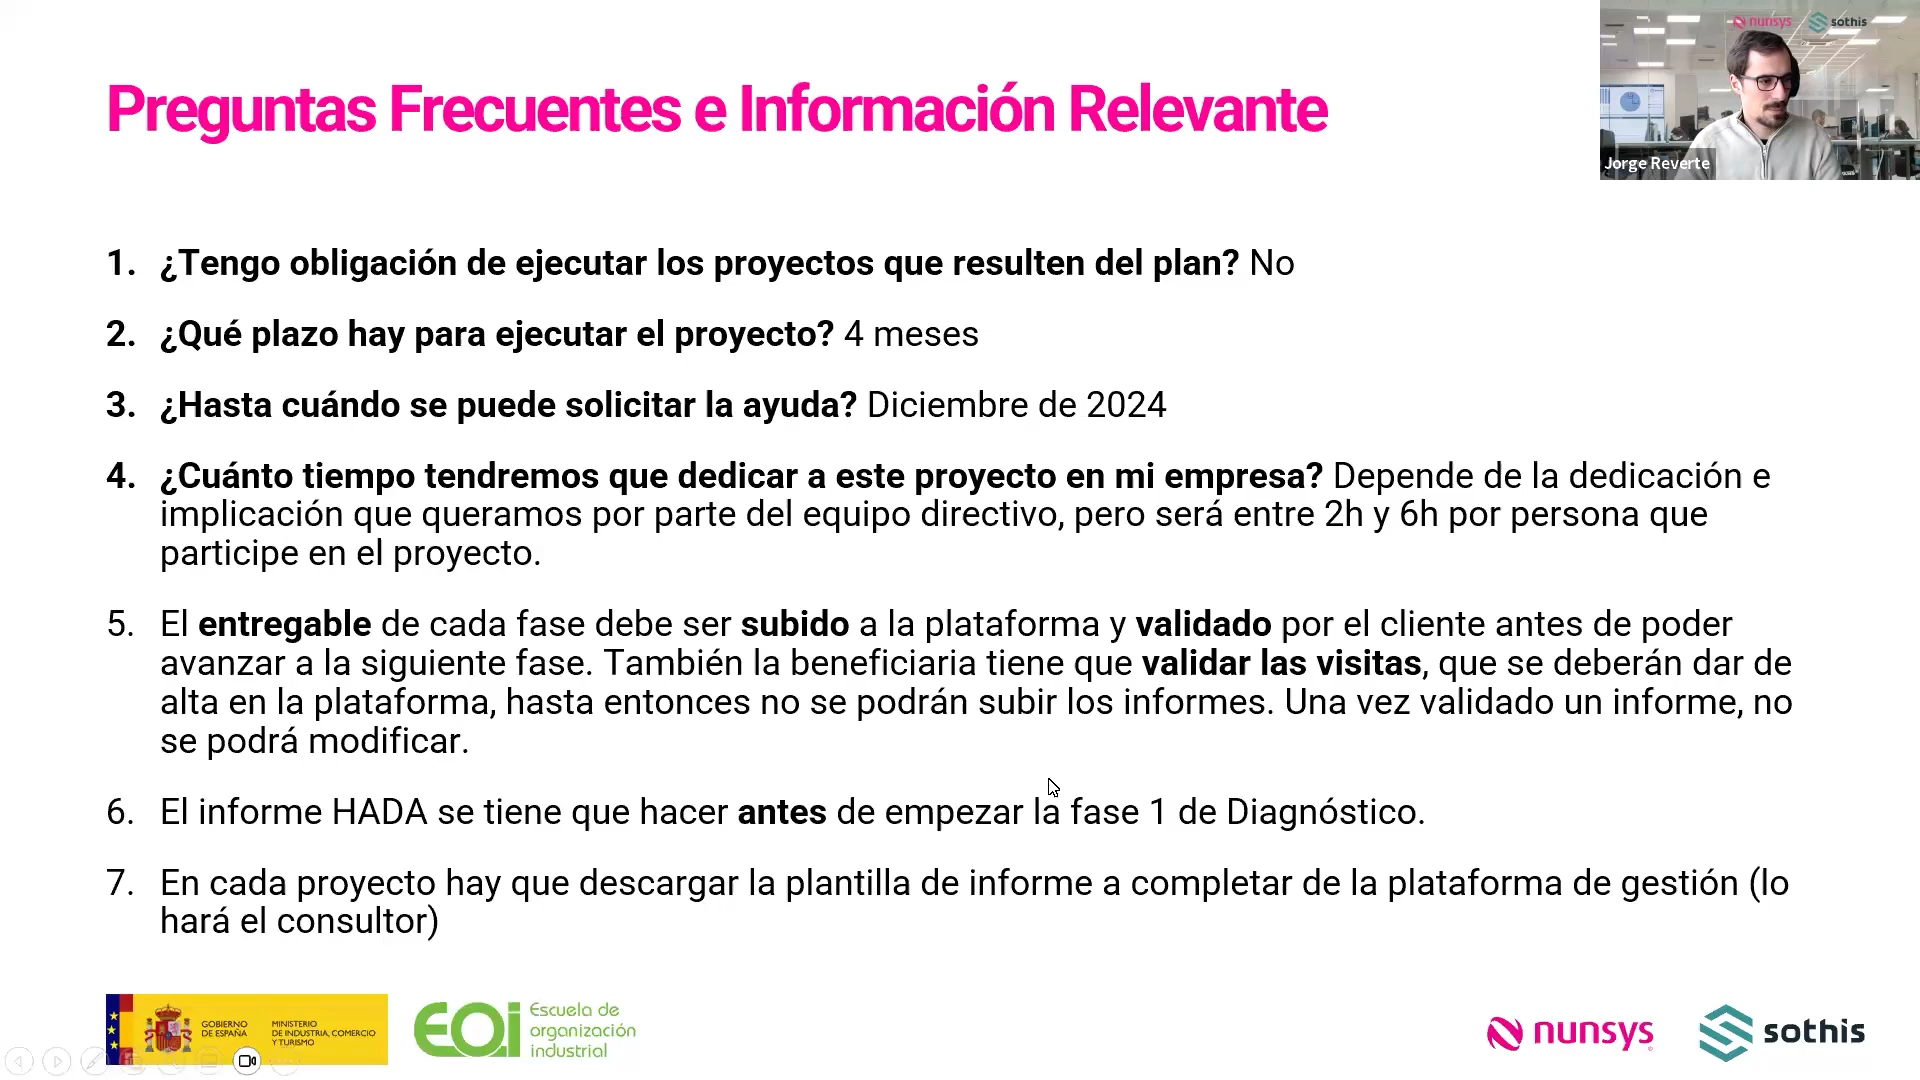 nunsys sothis
Preguntas Frecuentes e Información Relevante
Jorge Reverte
1. ¿Tengo obligación de ejecutar los proyectos que resulten del plan? No
2. ¿Qué plazo hay para ejecutar el proyecto? 4 meses
3. ¿Hasta cuándo se puede solicitar la ayuda? Diciembre de 2024
4. ¿Cuánto tiempo tendremos que dedicar a este proyecto en mi empresa? Depende de la dedicación e
implicación que queramos por parte del equipo directivo, pero será entre 2h y 6h por persona que
participe en el proyecto.
5. El entregable de cada fase debe ser subido a la plataforma y validado por el cliente antes de poder
avanzar a la siguiente fase. También la beneficiaria tiene que validar las visitas, que se deberán dar de
alta en la plataforma, hasta entonces no se podrán subir los informes. Una vez validado un informe, no
se podrá modificar.
6. El informe HADA se tiene que hacer antes de empezar la fase 1 de Diagnóstico.
7. En cada proyecto hay que descargar la plantilla de informe a completar de la plataforma de gestión (lo
hará el consultor)
GOBIERNO
DE ESPAÑA
MINISTERIO
DE INDUSTRIA, COMERCIO
Y TURISMO
EOi
Escuela de
organización
industrial
nunsys
sothis